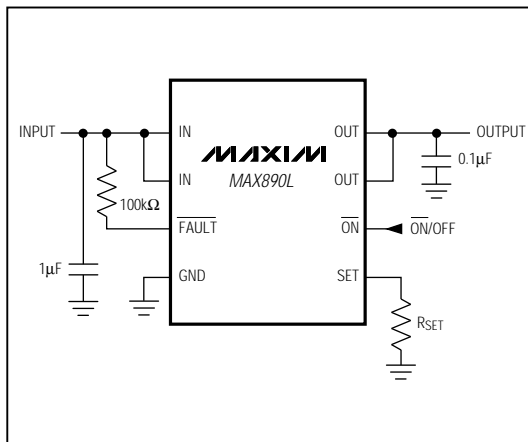 INPUT
IN
OUT
OUTPUT
MAXIM
MAX890L
0.1µF
IN
OUT
100kΩ
FAULT
ON
ON/OFF
1µF
GND
SET
RSET